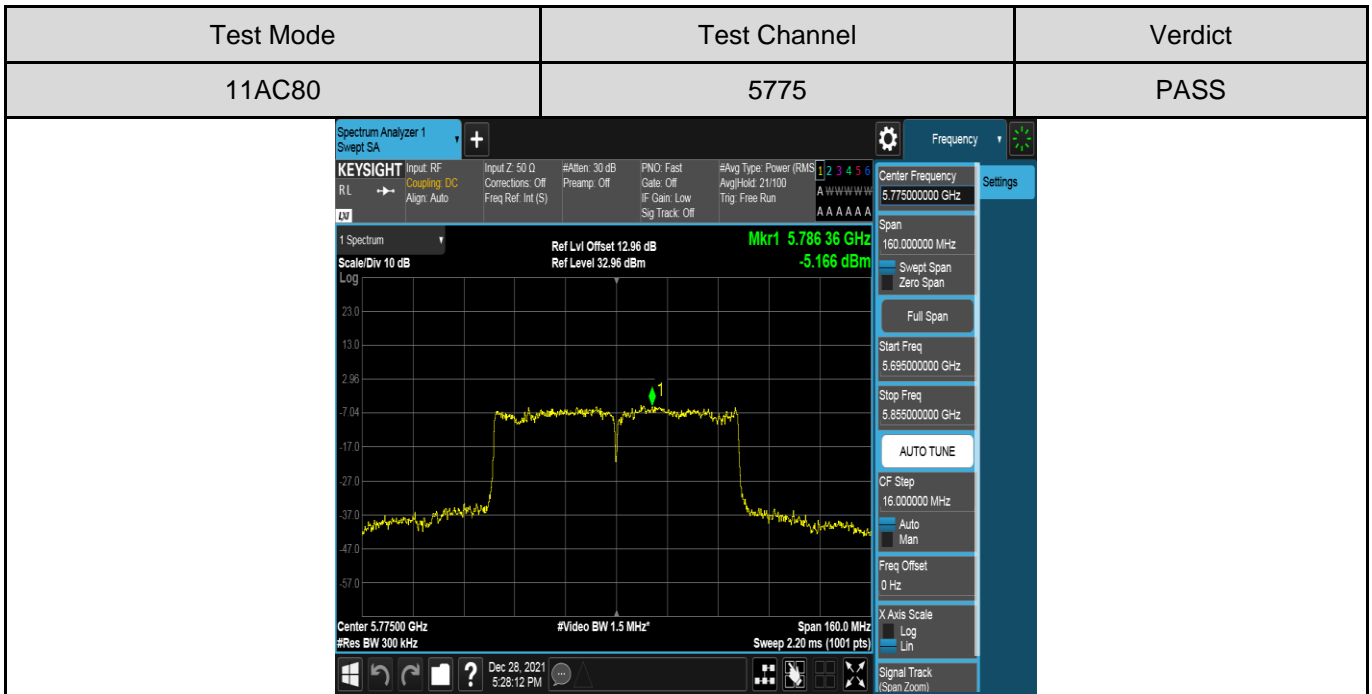 Test Mode Test Channel Verdict
11AC80 5775 PASS
Spectrum Analyzer 1
Swept SA
+
Frequency
KEYSIGHT
RL
LXI
Input: RF
Coupling: DC
Align: Auto
Input Z: 50 Ω
Corrections: Off
Freq Ref: Int (S)
#Atten: 30 dB
Preamp: Off
PNO: Fast
Gate: Off
IF Gain: Low
Sig Track: Off
#Avg Type: Power (RMS
Avg|Hold: 21/100
Trig: Free Run
1 2 3 4 5 6
A W W W W W
A A A A A A
1 Spectrum
Scale/Div 10 dB
Ref Lvl Offset 12.96 dB
Ref Level 32.96 dBm
Mkr1 5.786 36 GHz
-5.166 dBm
Log
23.0
13.0
2.96
-7.04
-17.0
-27.0
-37.0
-47.0
-57.0
1
Center 5.77500 GHz
#Res BW 300 kHz
#Video BW 1.5 MHz*
Span 160.0 MHz
Sweep 2.20 ms (1001 pts)
?
Dec 28, 2021
5:28:12 PM
Center Frequency
5.775000000 GHz
Settings
Span
160.000000 MHz
Swept Span
Zero Span
Full Span
Start Freq
5.695000000 GHz
Stop Freq
5.855000000 GHz
AUTO TUNE
CF Step
16.000000 MHz
Auto
Man
Freq Offset
0 Hz
X Axis Scale
Log
Lin
Signal Track
(Span Zoom)